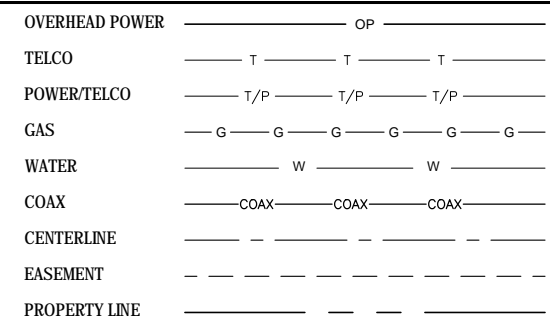 OVERHEAD POWER OP
TELCO T T T
POWER/TELCO T/P T/P T/P
GAS G G G G G G
WATER W W
COAX COAX COAX COAX
CENTERLINE
EASEMENT
PROPERTY LINE